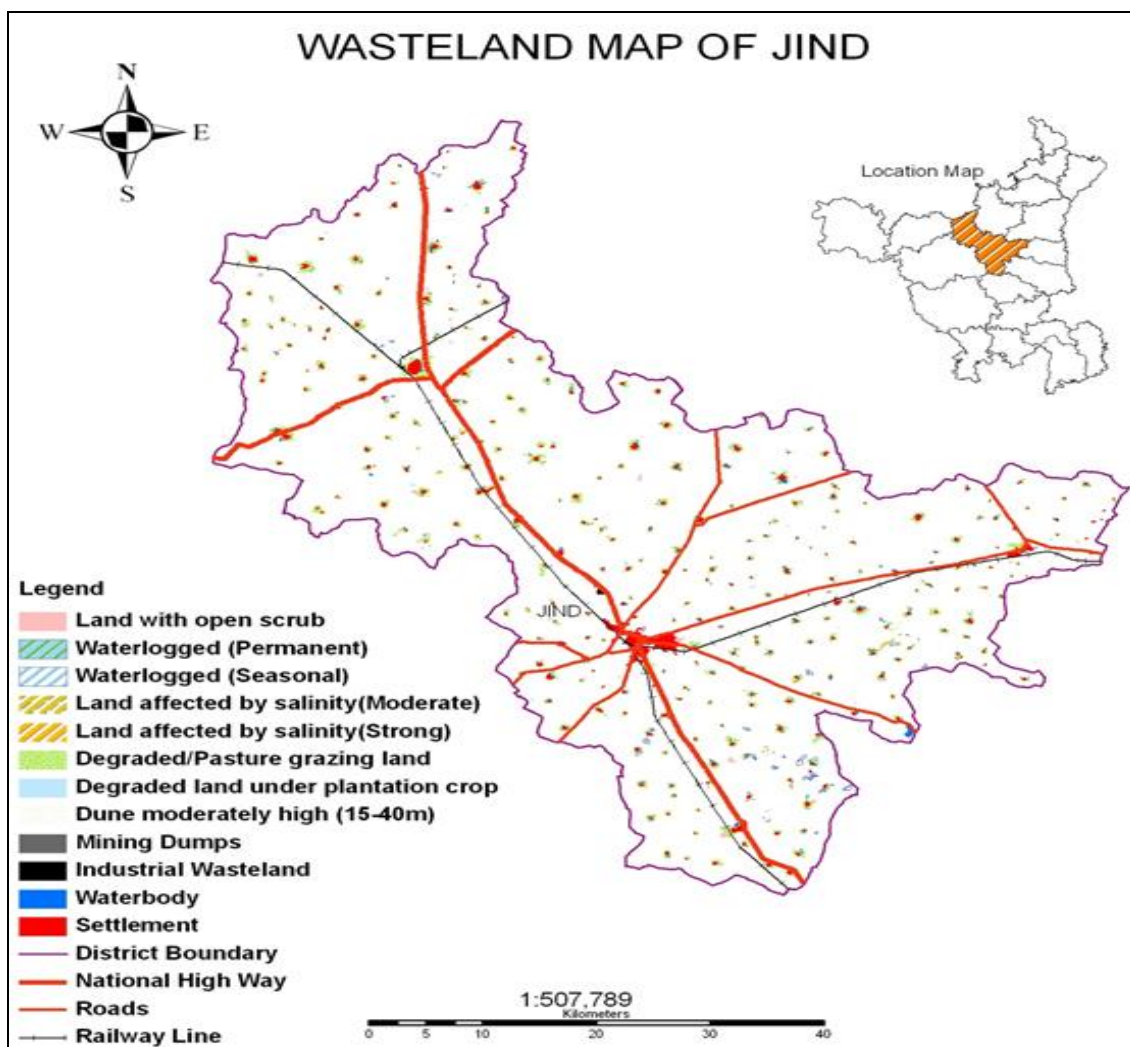 WASTELAND MAP OF JIND
N
W
E
S
Location Map
JIND
Legend
Land with open scrub
Waterlogged (Permanent)
Waterlogged (Seasonal)
Land affected by salinity(Moderate)
Land affected by salinity(Strong)
Degraded/Pasture grazing land
Degraded land under plantation crop
Dune moderately high (15-40m)
Mining Dumps
Industrial Wasteland
Waterbody
Settlement
District Boundary
National High Way
Roads
Railway Line
1:507,789
Kilometers
0 5 10 20 30 40